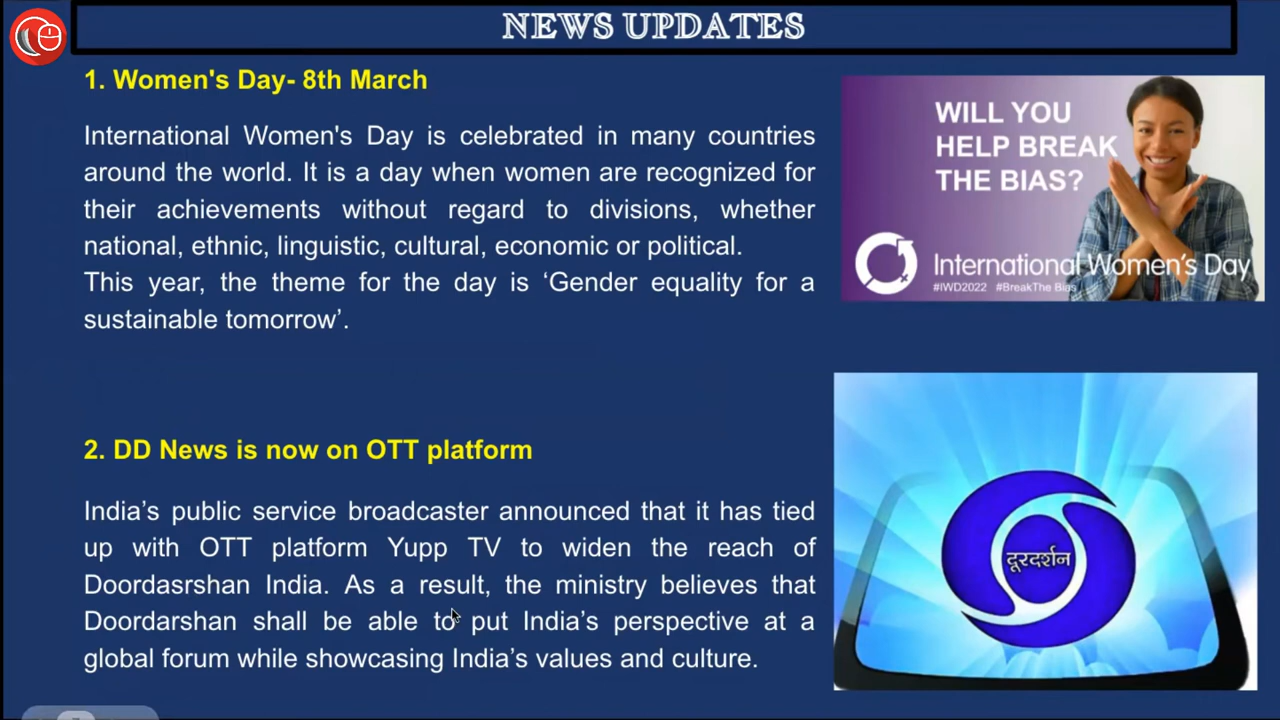 NEWS UPDATES
1. Women's Day- 8th March
International Women's Day is celebrated in many countries
around the world. It is a day when women are recognized for
their achievements without regard to divisions, whether
national, ethnic, linguistic, cultural, economic or political.
This year, the theme for the day is ‘Gender equality for a
sustainable tomorrow’.
WILL YOU
HELP BREAK
THE BIAS?
International Women's Day
#IWD2022 #BreakThe Bias
2. DD News is now on OTT platform
India’s public service broadcaster announced that it has tied
up with OTT platform Yupp TV to widen the reach of
Doordasrshan India. As a result, the ministry believes that
Doordarshan shall be able to put India’s perspective at a
global forum while showcasing India’s values and culture.
दूरदर्शन